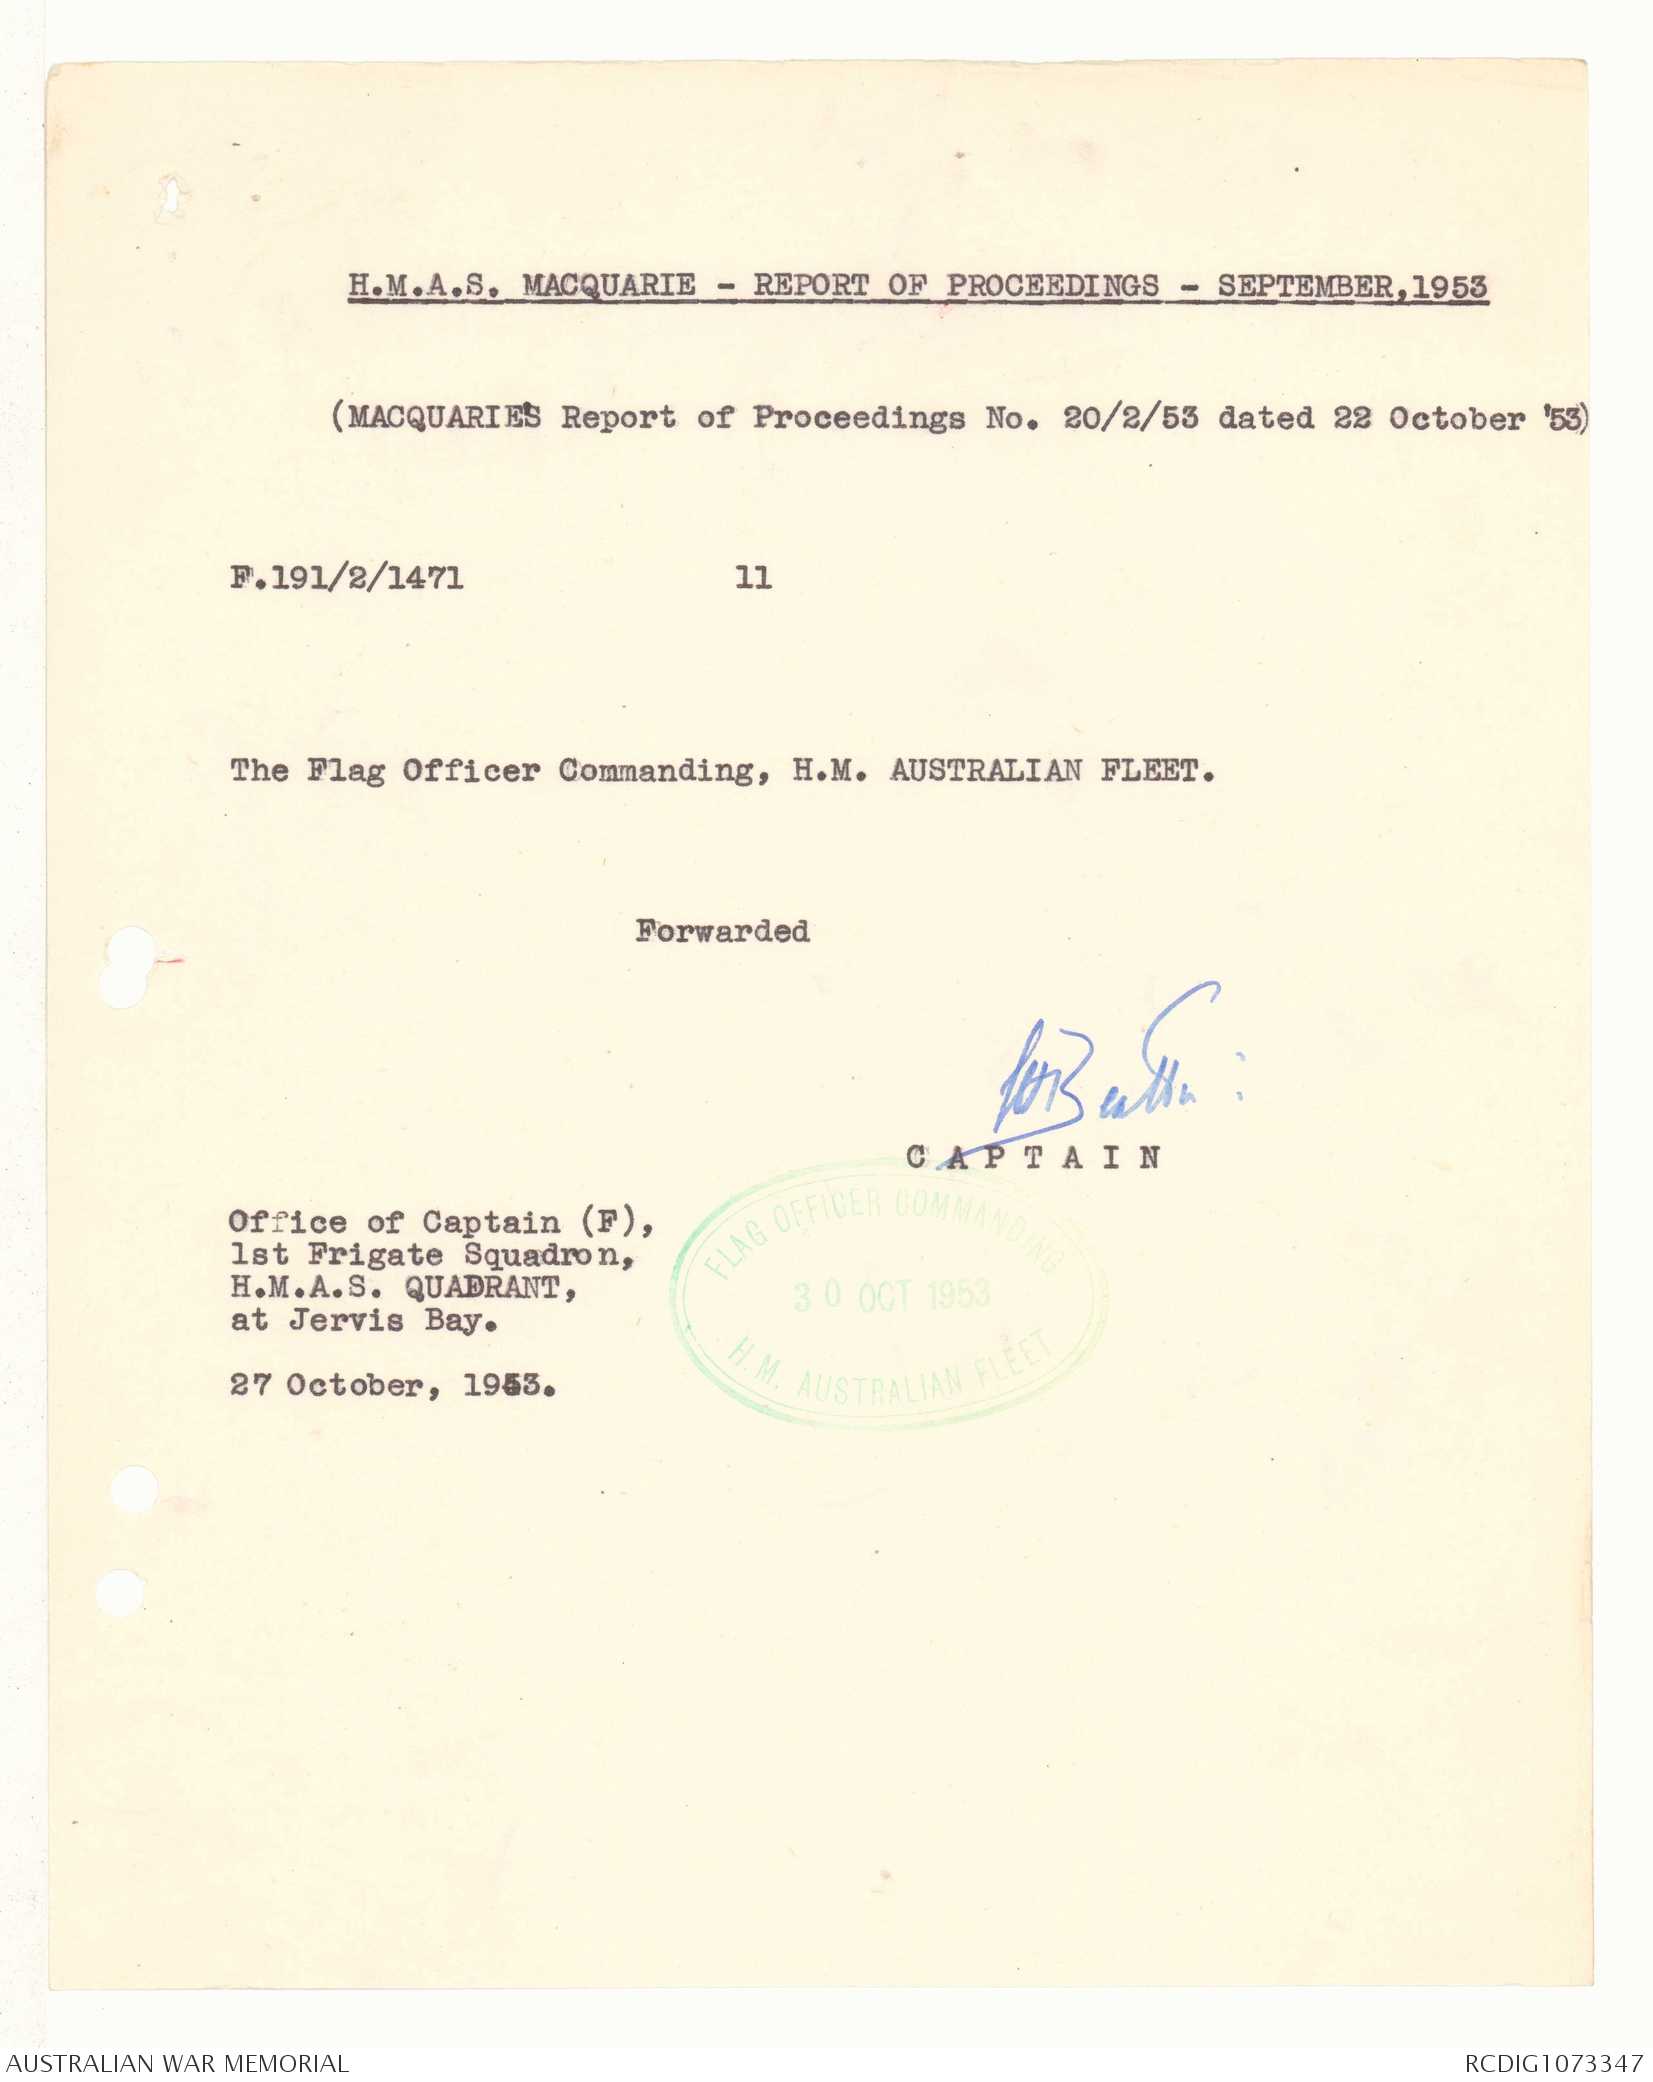 H.M.A.S. MACQUARIE - REPORT OF PROCEEDINGS - SEPTEMBER,1953
(MACQUARIE'S Report of Proceedings No. 20/2/53 dated 22 October '53)
F.191/2/1471 11
The Flag Officer Commanding, H.M. AUSTRALIAN FLEET.
Forwarded
CAPTAIN
Office of Captain (F),
1st Frigate Squadron,
H.M.A.S. QUADRANT,
at Jervis Bay.
27 October, 1953.
FLAG OFFICER COMMANDING
30 OCT 1953
H.M. AUSTRALIAN FLEET
AUSTRALIAN WAR MEMORIAL
RCDIG1073347